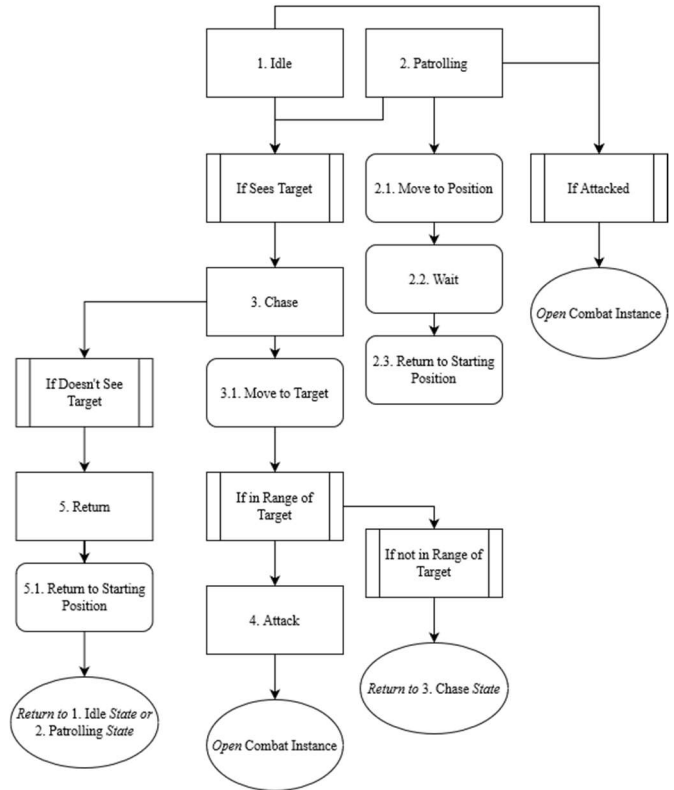 1. Idle
2. Patrolling
If Sees Target
2.1. Move to Position
If Attacked
2.2. Wait
3. Chase
Open Combat Instance
2.3. Return to Starting
Position
If Doesn't See
Target
3.1. Move to Target
5. Return
If in Range of
Target
If not in Range of
Target
5.1. Return to Starting
Position
4. Attack
Return to 3. Chase State
Return to 1. Idle State or
2. Patrolling State
Open Combat Instance